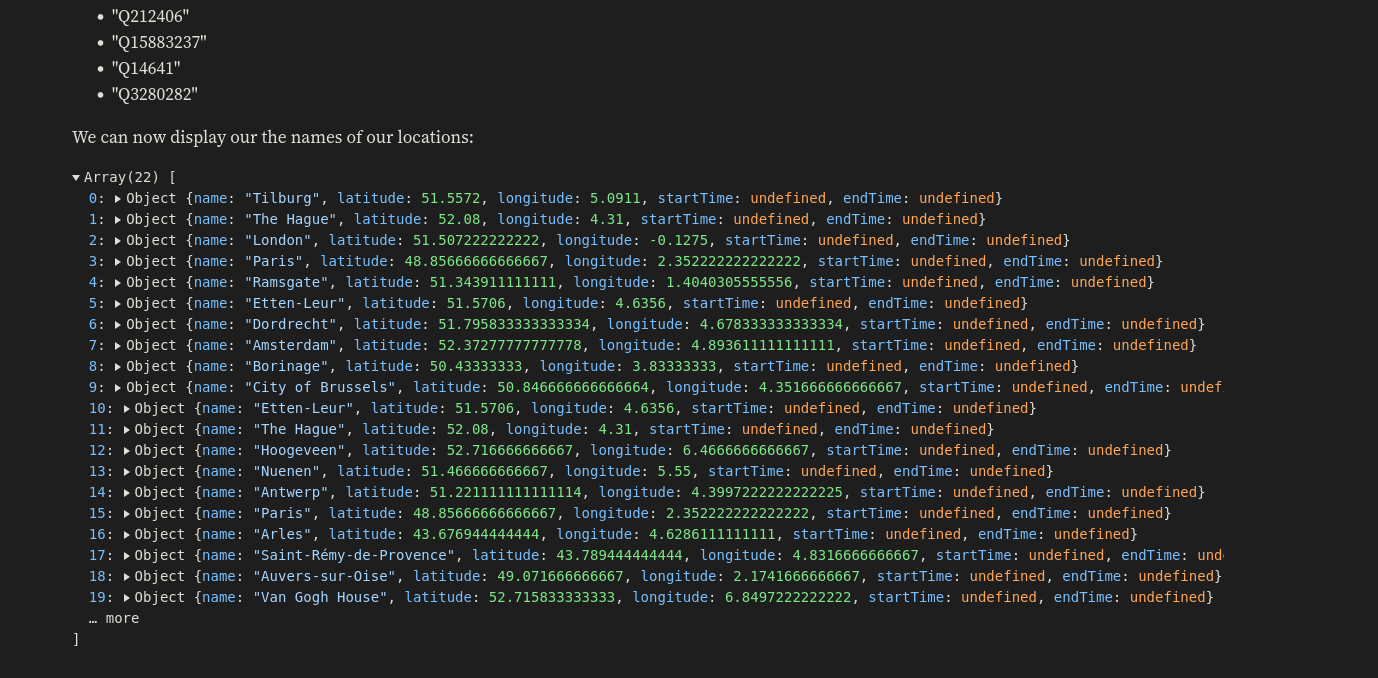 • "Q212406"
• "Q15883237"
• "Q14641"
• "Q3280282"
We can now display our the names of our locations:
▼Array(22) [
0: ▶Object {name: "Tilburg", latitude: 51.5572, longitude: 5.0911, startTime: undefined, endTime: undefined}
1: ▶Object {name: "The Hague", latitude: 52.08, longitude: 4.31, startTime: undefined, endTime: undefined}
2: ▶Object {name: "London", latitude: 51.507222222222, longitude: -0.1275, startTime: undefined, endTime: undefined}
3: ▶Object {name: "Paris", latitude: 48.85666666666667, longitude: 2.352222222222222, startTime: undefined, endTime: undefined}
4: ▶Object {name: "Ramsgate", latitude: 51.343911111111, longitude: 1.4040305555556, startTime: undefined, endTime: undefined}
5: ▶Object {name: "Etten-Leur", latitude: 51.5706, longitude: 4.6356, startTime: undefined, endTime: undefined}
6: ▶Object {name: "Dordrecht", latitude: 51.795833333333334, longitude: 4.678333333333334, startTime: undefined, endTime: undefined}
7: ▶Object {name: "Amsterdam", latitude: 52.37277777777778, longitude: 4.893611111111111, startTime: undefined, endTime: undefined}
8: ▶Object {name: "Borinage", latitude: 50.43333333, longitude: 3.83333333, startTime: undefined, endTime: undefined}
9: ▶Object {name: "City of Brussels", latitude: 50.846666666666664, longitude: 4.351666666666667, startTime: undefined, endTime: undef
10: ▶Object {name: "Etten-Leur", latitude: 51.5706, longitude: 4.6356, startTime: undefined, endTime: undefined}
11: ▶Object {name: "The Hague", latitude: 52.08, longitude: 4.31, startTime: undefined, endTime: undefined}
12: ▶Object {name: "Hoogeveen", latitude: 52.716666666667, longitude: 6.4666666666667, startTime: undefined, endTime: undefined}
13: ▶Object {name: "Nuenen", latitude: 51.466666666667, longitude: 5.55, startTime: undefined, endTime: undefined}
14: ▶Object {name: "Antwerp", latitude: 51.221111111111114, longitude: 4.3997222222222225, startTime: undefined, endTime: undefined}
15: ▶Object {name: "Paris", latitude: 48.85666666666667, longitude: 2.352222222222222, startTime: undefined, endTime: undefined}
16: ▶Object {name: "Arles", latitude: 43.676944444444, longitude: 4.6286111111111, startTime: undefined, endTime: undefined}
17: ▶Object {name: "Saint-Rémy-de-Provence", latitude: 43.789444444444, longitude: 4.8316666666667, startTime: undefined, endTime: und
18: ▶Object {name: "Auvers-sur-Oise", latitude: 49.071666666667, longitude: 2.1741666666667, startTime: undefined, endTime: undefined}
19: ▶Object {name: "Van Gogh House", latitude: 52.715833333333, longitude: 6.8497222222222, startTime: undefined, endTime: undefined}
… more
]